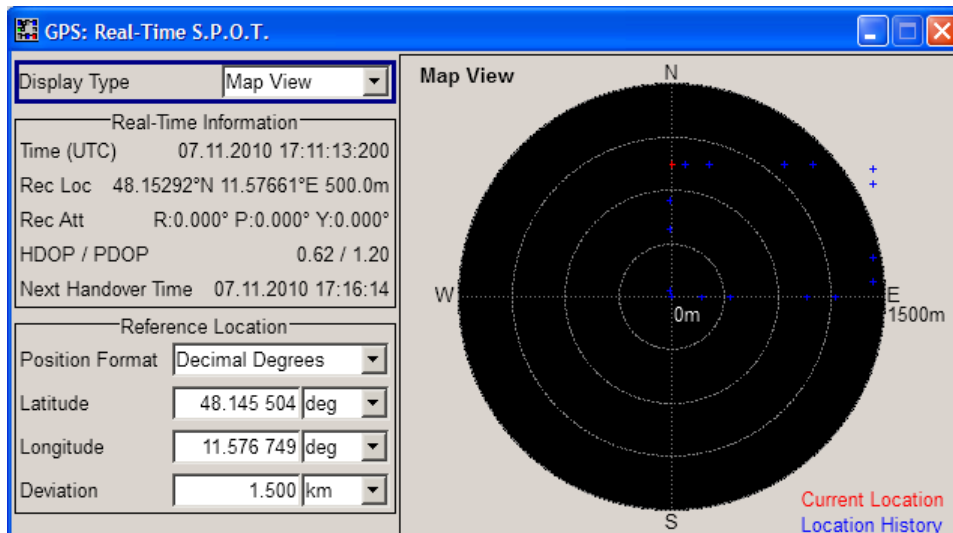 GPS: Real-Time S.P.O.T.
Display Type Map View
Real-Time Information
Time (UTC) 07.11.2010 17:11:13:200
Rec Loc 48.15292°N 11.57661°E 500.0m
Rec Att R:0.000° P:0.000° Y:0.000°
HDOP / PDOP 0.62 / 1.20
Next Handover Time 07.11.2010 17:16:14
Reference Location
Position Format Decimal Degrees
Latitude 48.145 504 deg
Longitude 11.576 749 deg
Deviation 1.500 km
Map View
N
W
E
0m
1500m
S
Current Location
Location History